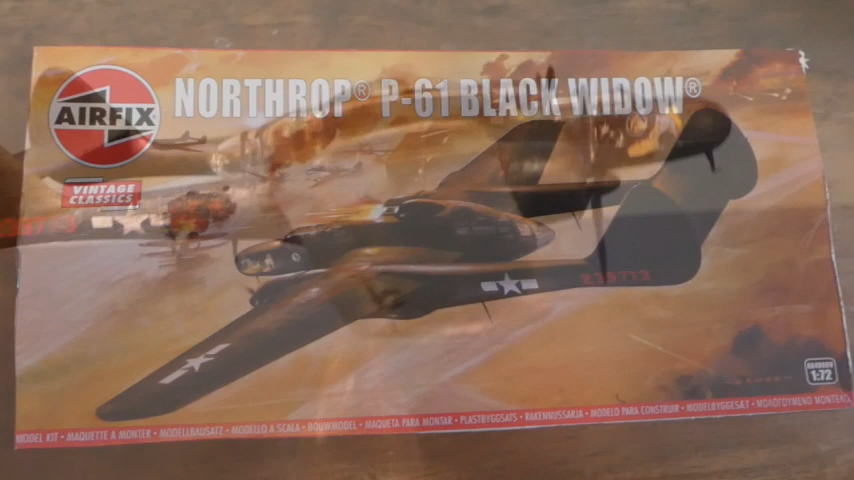 AIRFIX
NORTHROP® P-61 BLACK WIDOW®
VINTAGE
CLASSICS
1:72
MODEL KIT • MAQUETTE A MONTER • MODELLBAUSATZ • MODELLO A SCALA • BOUWMODEL • MAQUETA PARA MONTAR • PLASTBYGGSATS • RAKENNUSSARJA • MODELO PARA CONSTRUIR • MODELBYGGESÆT